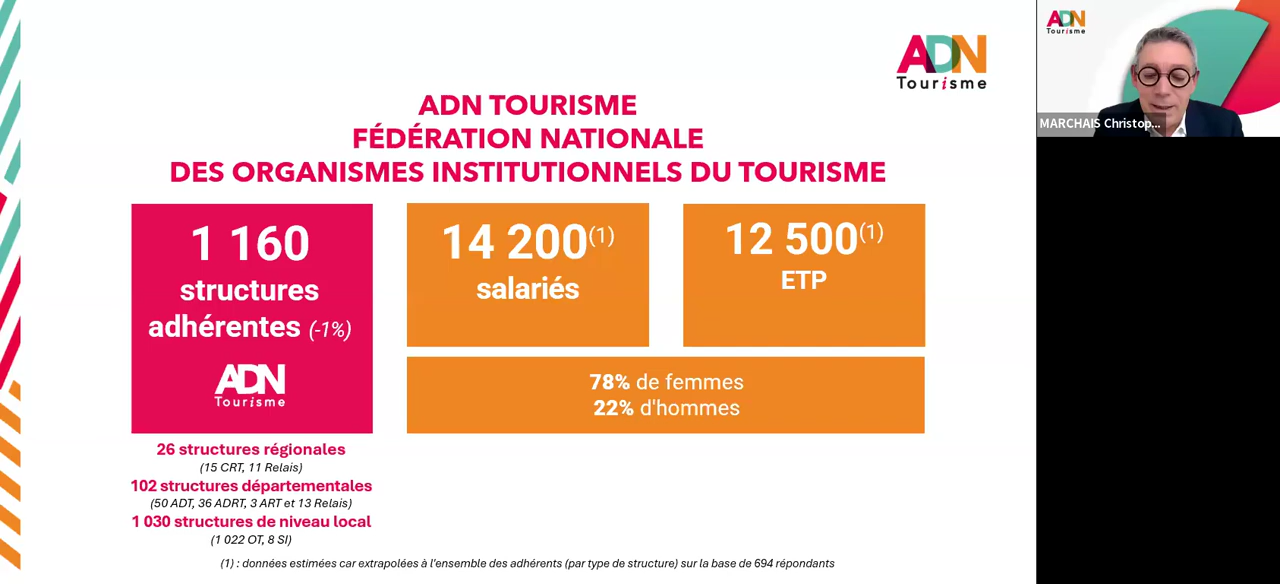 ADN
Tourisme
ADN TOURISME
FÉDÉRATION NATIONALE
DES ORGANISMES INSTITUTIONNELS DU TOURISME
1 160
structures
adhérentes (-1%)
ADN
Tourisme
14 200(1)
salariés
12 500(1)
ETP
78% de femmes
22% d'hommes
26 structures régionales
(15 CRT, 11 Relais)
102 structures départementales
(50 ADT, 36 ADRT, 3 ART et 13 Relais)
1 030 structures de niveau local
(1 022 OT, 8 SI)
(1) : données estimées car extrapolées à l'ensemble des adhérents (par type de structure) sur la base de 694 répondants
ADN
Tourisme
MARCHAIS Christop...